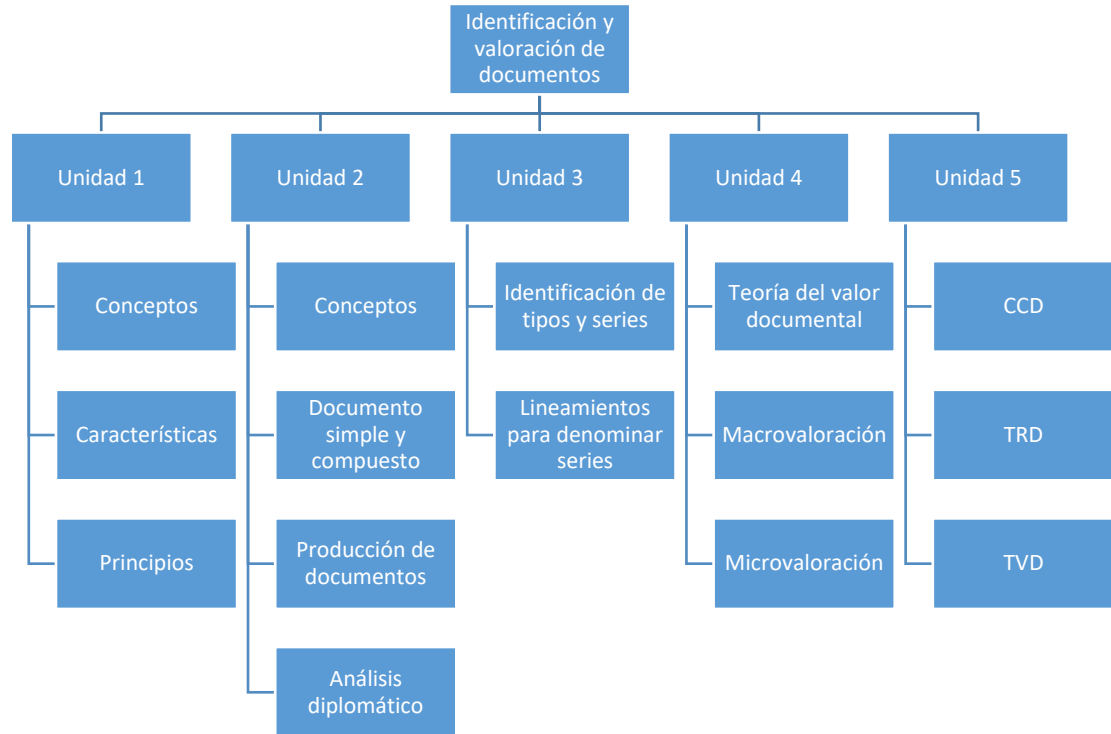 Identificación y
valoración de
documentos
Unidad 1
Unidad 2
Unidad 3
Unidad 4
Unidad 5
Conceptos
Características
Principios
Conceptos
Documento
simple y
compuesto
Producción de
documentos
Análisis
diplomático
Identificación de
tipos y series
Lineamientos
para denominar
series
Teoría del valor
documental
Macrovaloración
Microvaloración
CCD
TRD
TVD